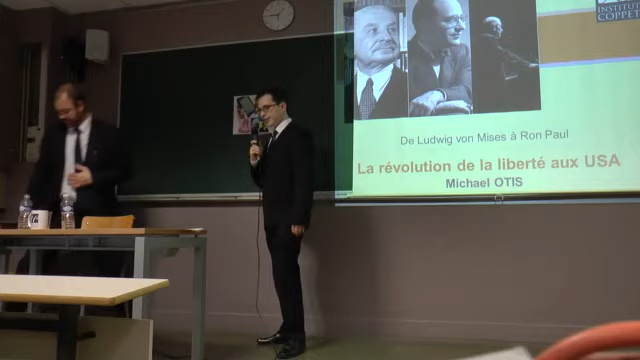 INSTITUT
COPPET
De Ludwig von Mises à Ron Paul
La révolution de la liberté aux USA
Michael OTIS